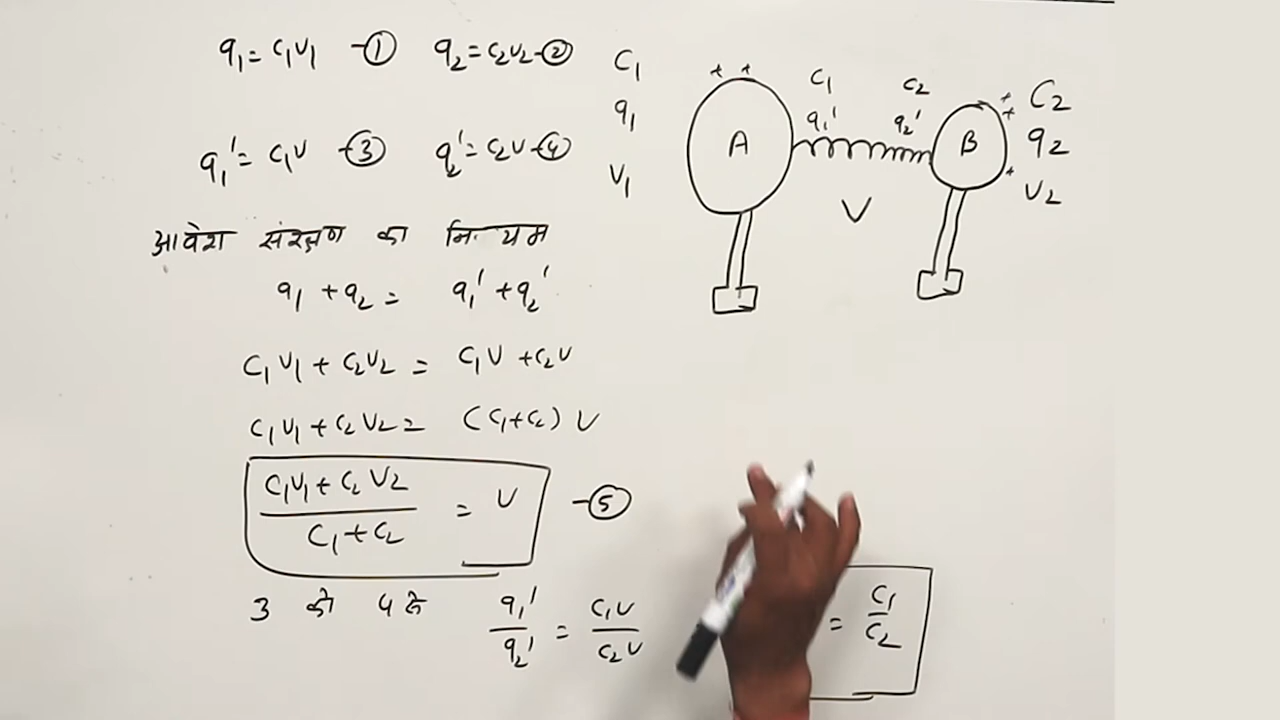 q₁ = C₁V₁ -① q₂ = C₂V₂ -②
q₁' = C₁V -③ q₂' = C₂V -④
आवेश संरक्षण का नियम
q₁ + q₂ = q₁' + q₂'
C₁V₁ + C₂V₂ = C₁V + C₂V
C₁V₁ + C₂V₂ = (C₁+C₂) V
(C₁V₁ + C₂V₂)/(C₁ + C₂) = V -⑤
3 को 4 से q₁'/q₂' = C₁V/C₂V
= C₁/C₂
C₁
q₁
V₁
+ +
A
C₁ C₂
q₁' q₂'
V
B
+ +
+
C₂
q₂
V₂